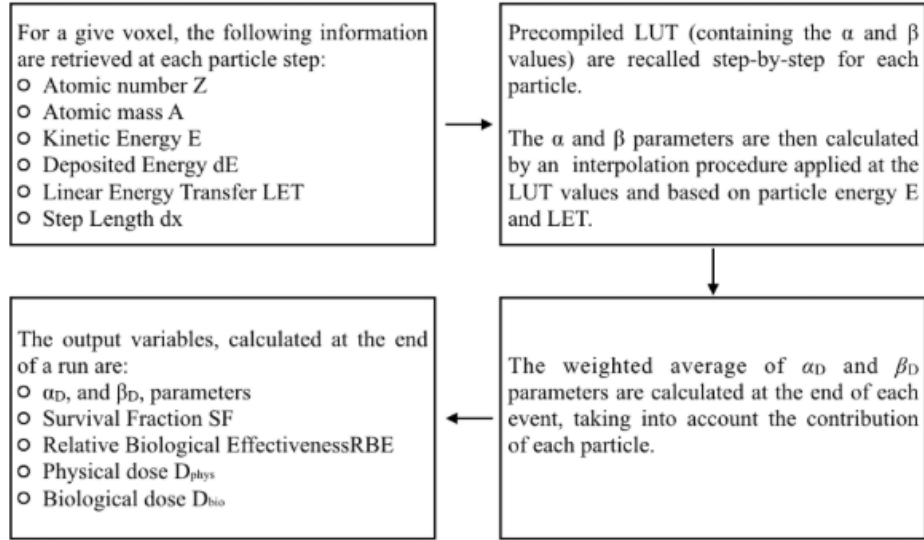 For a give voxel, the following information
are retrieved at each particle step:
Atomic number Z
Atomic mass A
Kinetic Energy E
Deposited Energy dE
Linear Energy Transfer LET
Step Length dx
Precompiled LUT (containing the α and β
values) are recalled step-by-step for each
particle.
The α and β parameters are then calculated
by an interpolation procedure applied at the
LUT values and based on particle energy E
and LET.
The weighted average of αD and βD
parameters are calculated at the end of each
event, taking into account the contribution
of each particle.
The output variables, calculated at the end
of a run are:
αD, and βD, parameters
Survival Fraction SF
Relative Biological EffectivenessRBE
Physical dose Dphys
Biological dose Dbio